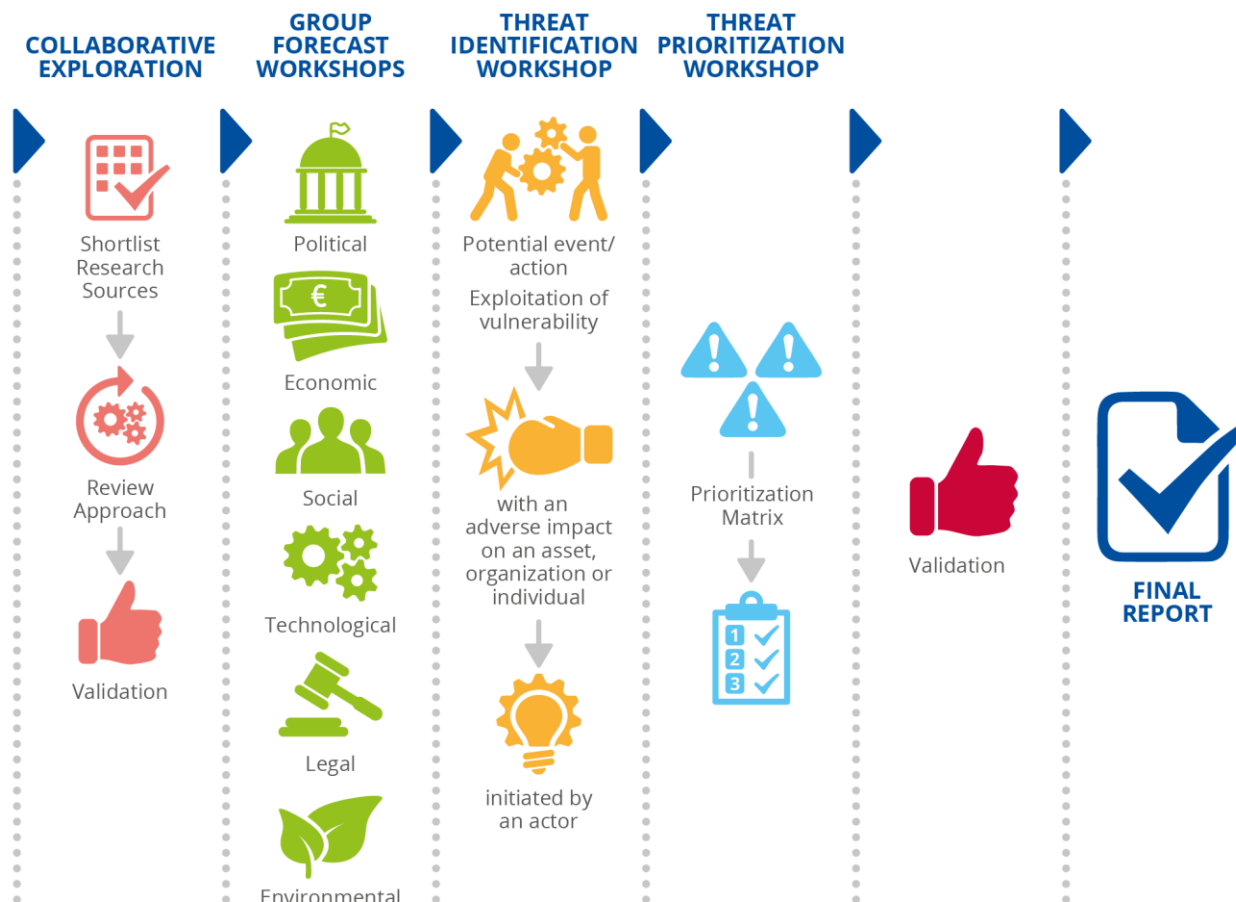 COLLABORATIVE
EXPLORATION
Shortlist
Research
Sources
Review
Approach
Validation
GROUP
FORECAST
WORKSHOPS
Political
€
Economic
Social
Technological
Legal
Environmental
THREAT
IDENTIFICATION
WORKSHOP
Potential event/
action
Exploitation of
vulnerability
with an
adverse impact
on an asset,
organization or
individual
initiated by
an actor
THREAT
PRIORITIZATION
WORKSHOP
! !
!
Prioritization
Matrix
1
2
3
Validation
FINAL
REPORT